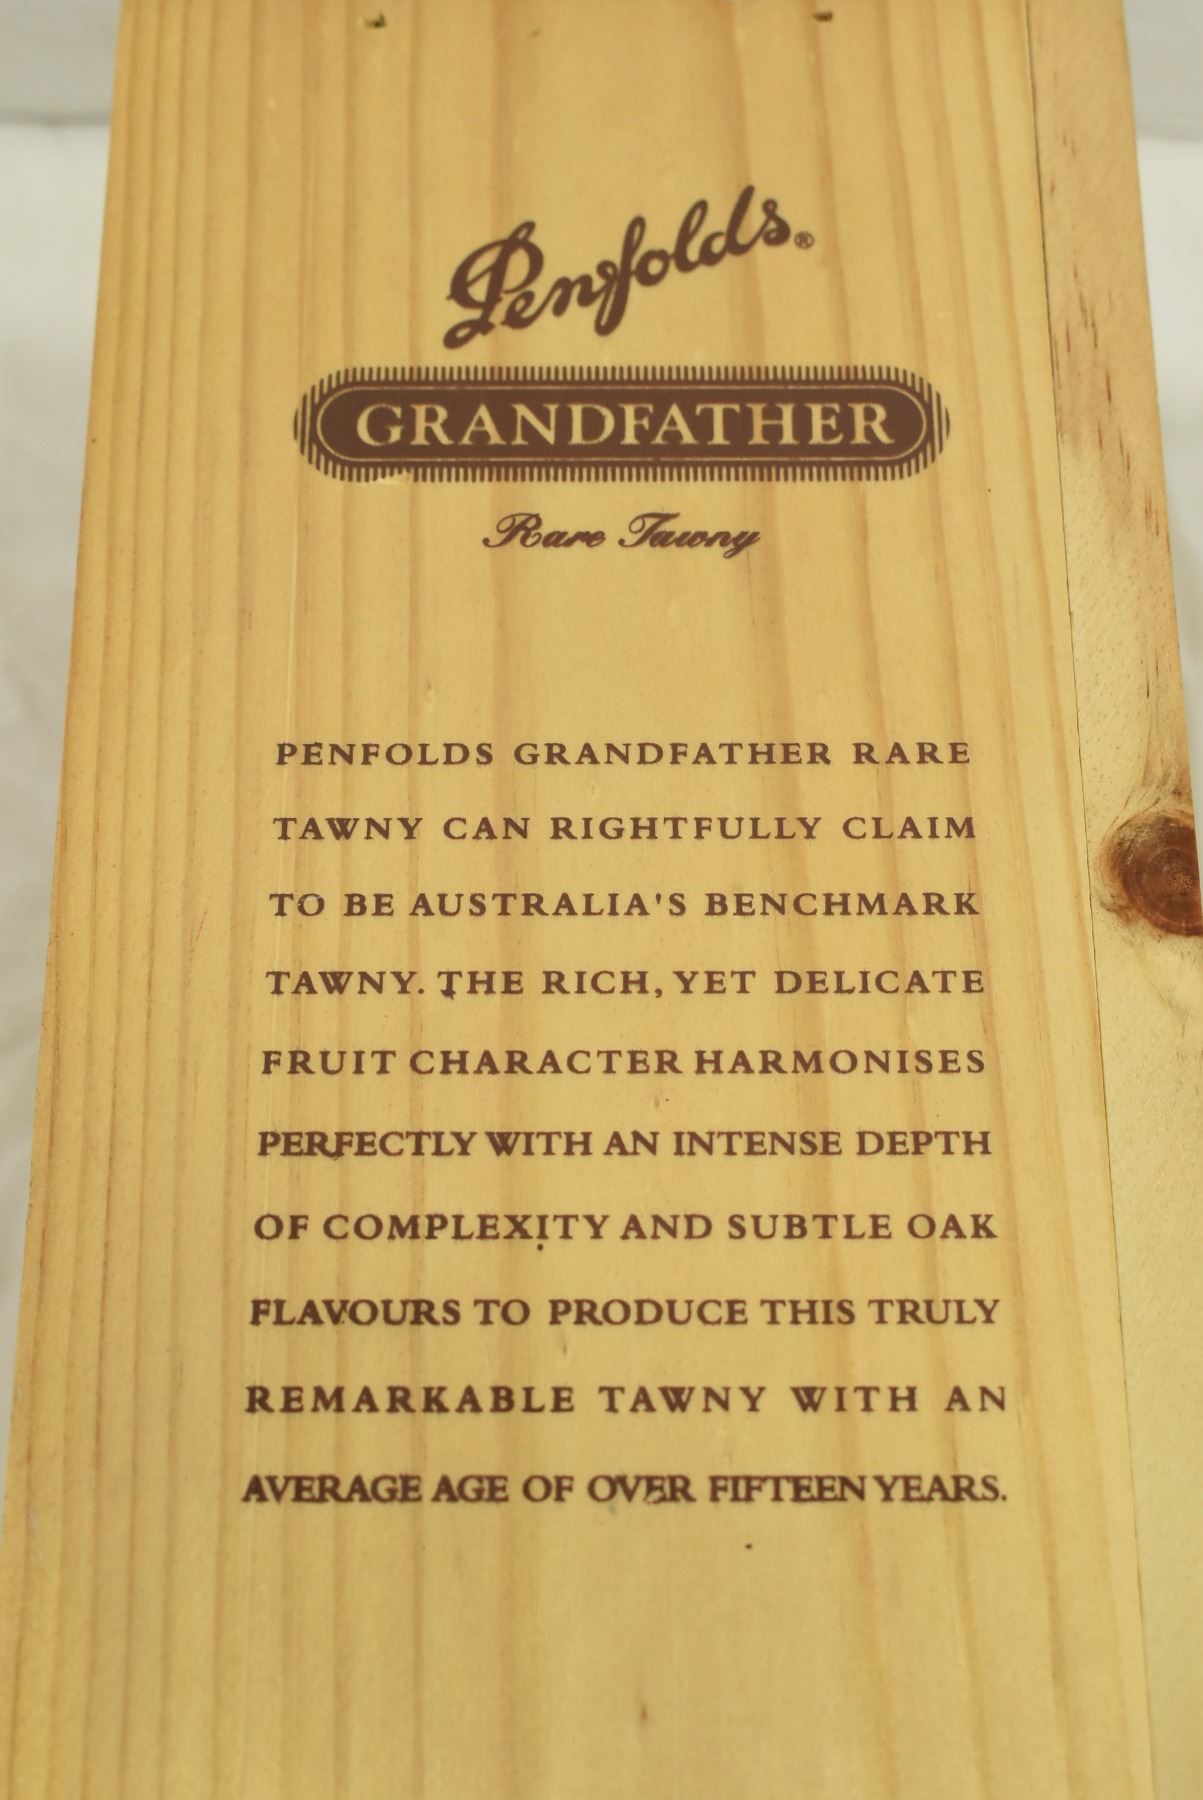 Penfolds®
GRANDFATHER
Rare Tawny
PENFOLDS GRANDFATHER RARE
TAWNY CAN RIGHTFULLY CLAIM
TO BE AUSTRALIA'S BENCHMARK
TAWNY. THE RICH, YET DELICATE
FRUIT CHARACTER HARMONISES
PERFECTLY WITH AN INTENSE DEPTH
OF COMPLEXITY AND SUBTLE OAK
FLAVOURS TO PRODUCE THIS TRULY
REMARKABLE TAWNY WITH AN
AVERAGE AGE OF OVER FIFTEEN YEARS.